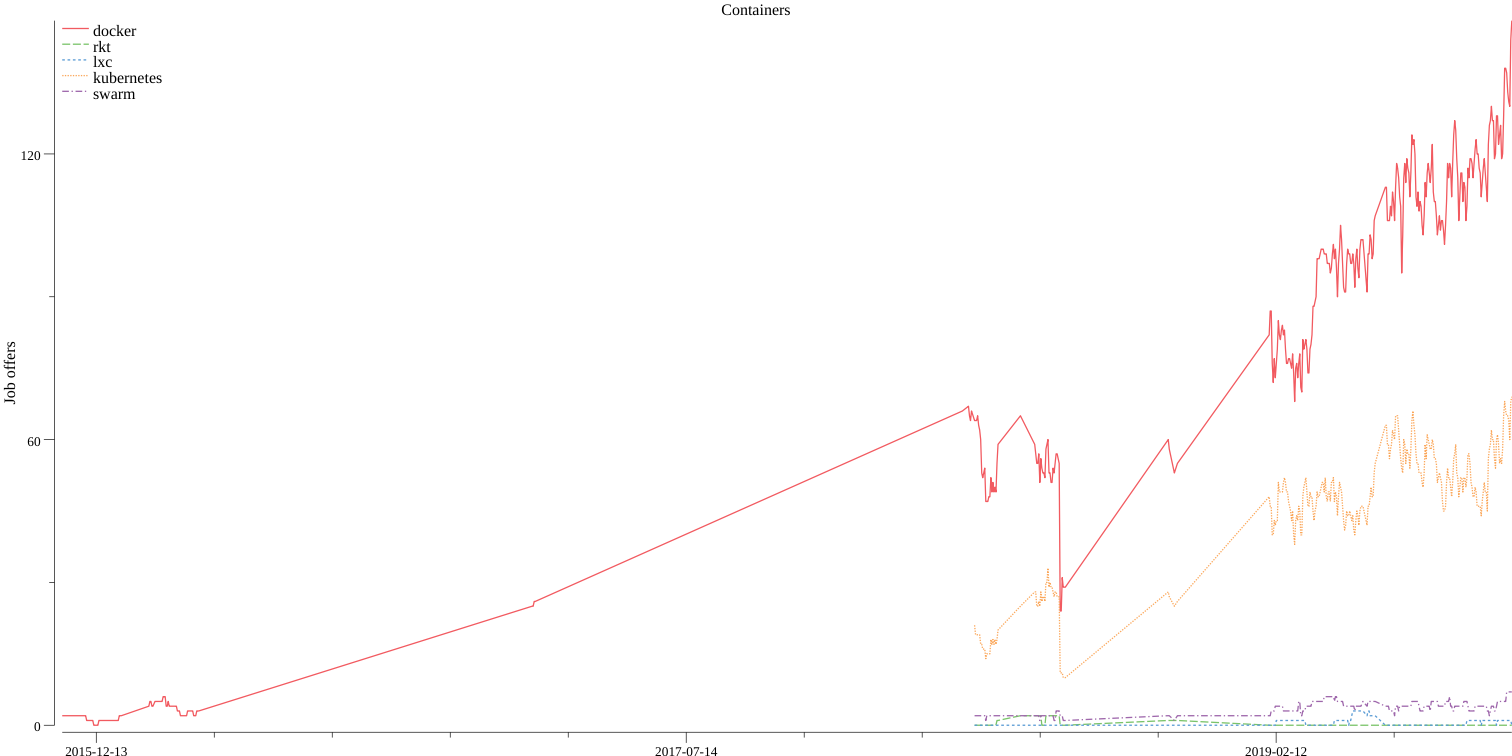 Containers
docker
rkt
lxc
kubernetes
swarm
120
Job offers
60
0
2015-12-13
2017-07-14
2019-02-12